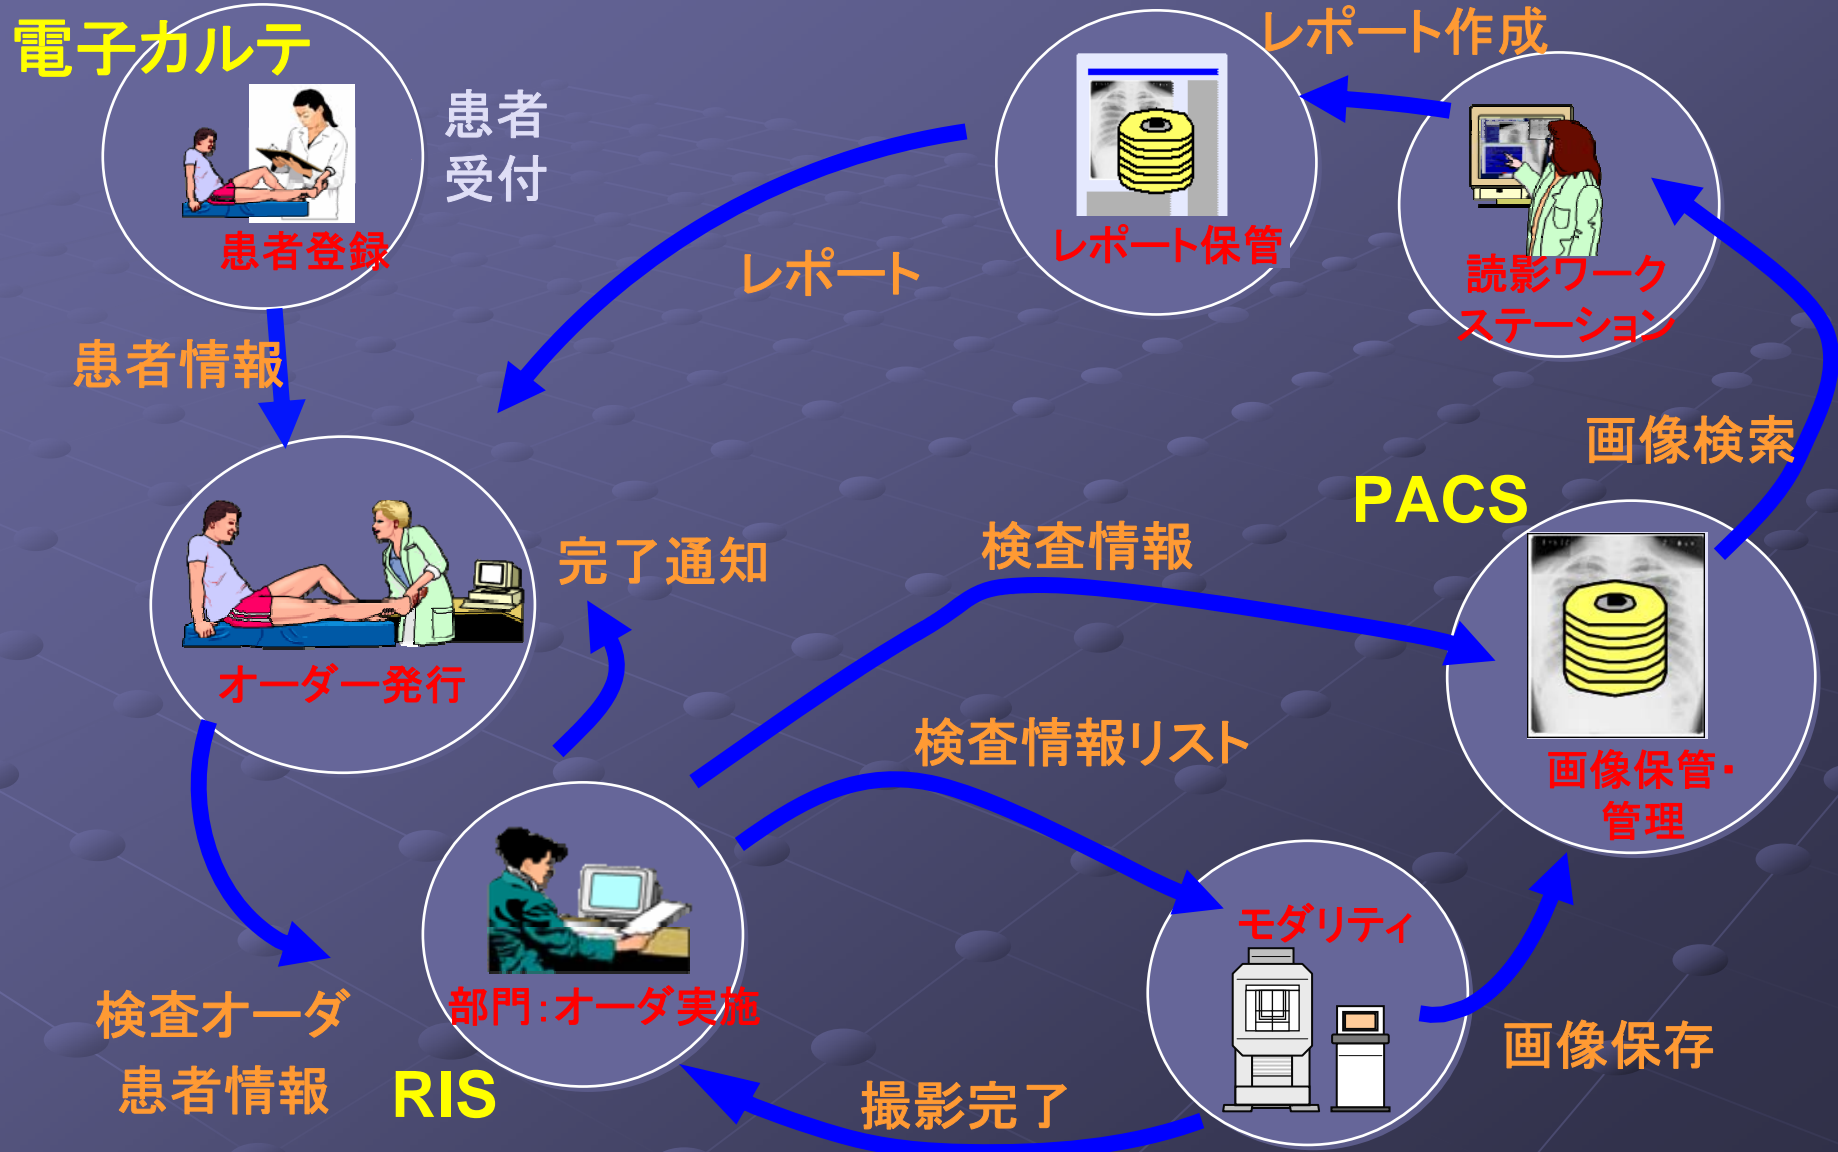 電子カルテ
患者
受付
患者登録
レポート作成
レポート保管
読影ワーク
ステーション
レポート
患者情報
画像検索
PACS
完了通知
検査情報
オーダー発行
検査情報リスト
画像保管・
管理
モダリティ
部門:オーダ実施
検査オーダ
患者情報
RIS
撮影完了
画像保存